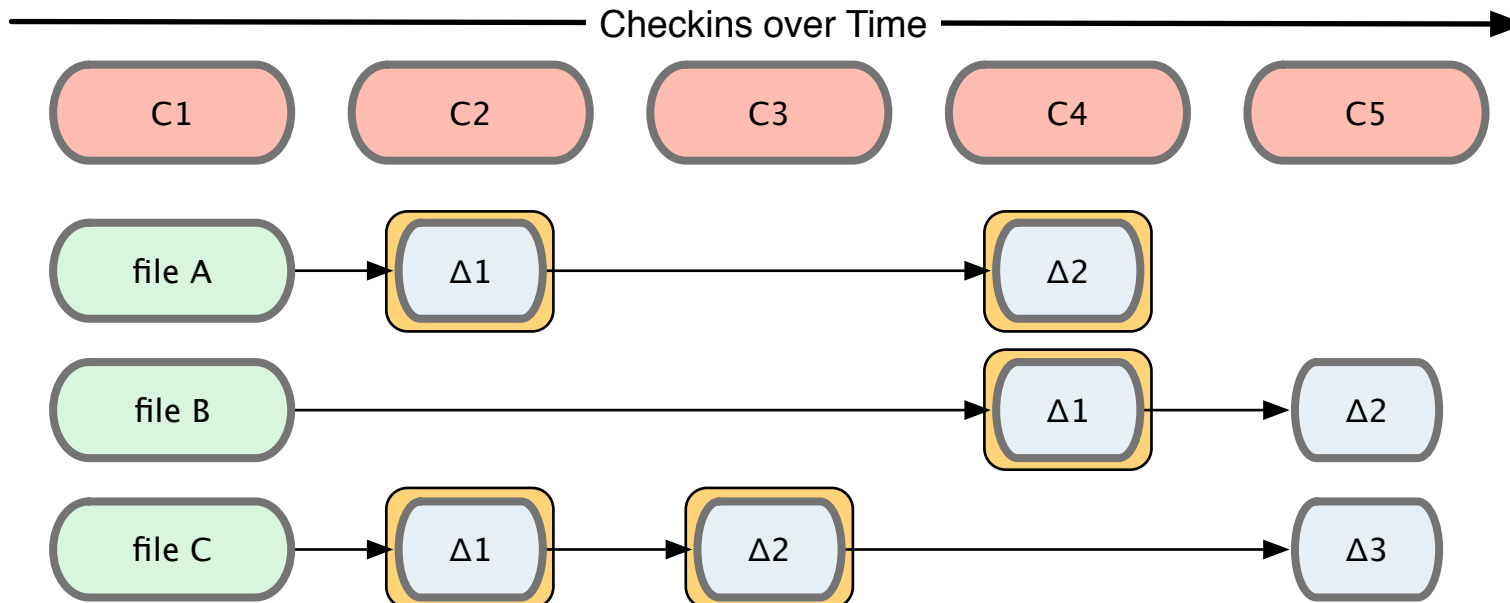 Checkins over Time
C1 C2 C3 C4 C5
file A Δ1 Δ2
file B Δ1 Δ2
file C Δ1 Δ2 Δ3